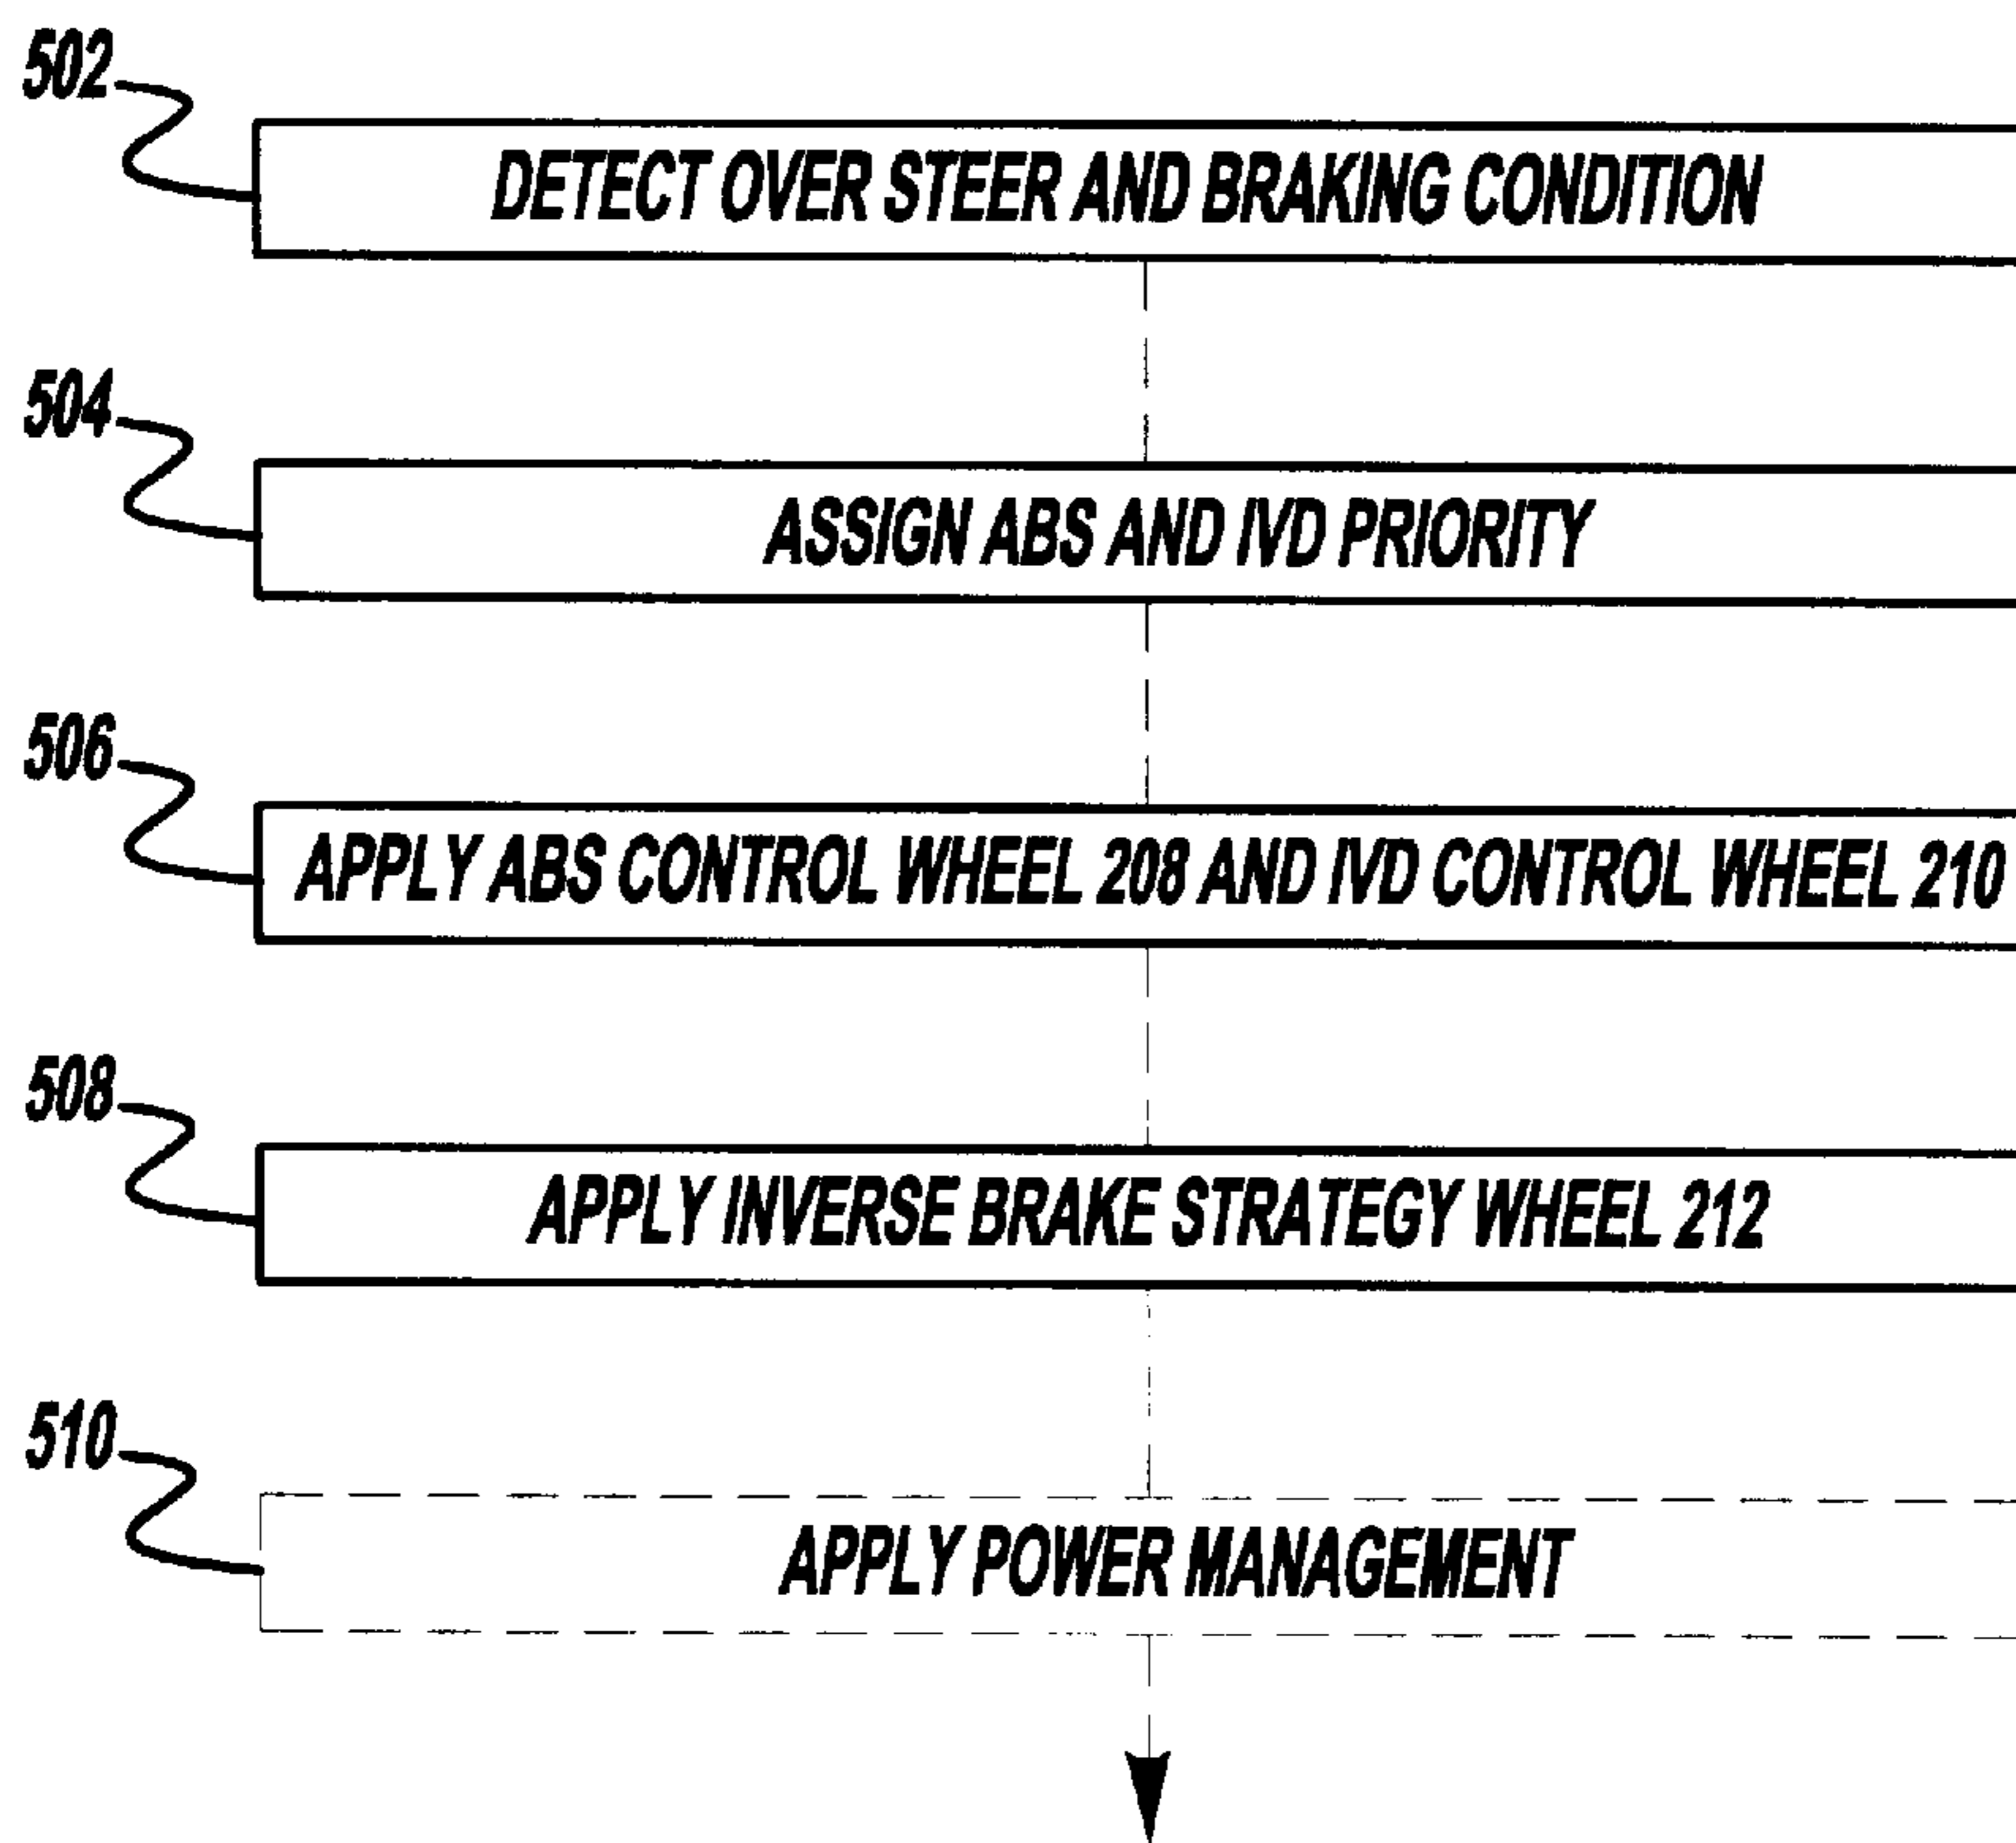 502
DETECT OVER STEER AND BRAKING CONDITION
504
ASSIGN ABS AND IVD PRIORITY
506
APPLY ABS CONTROL WHEEL 208 AND IVD CONTROL WHEEL 210
508
APPLY INVERSE BRAKE STRATEGY WHEEL 212
510
APPLY POWER MANAGEMENT